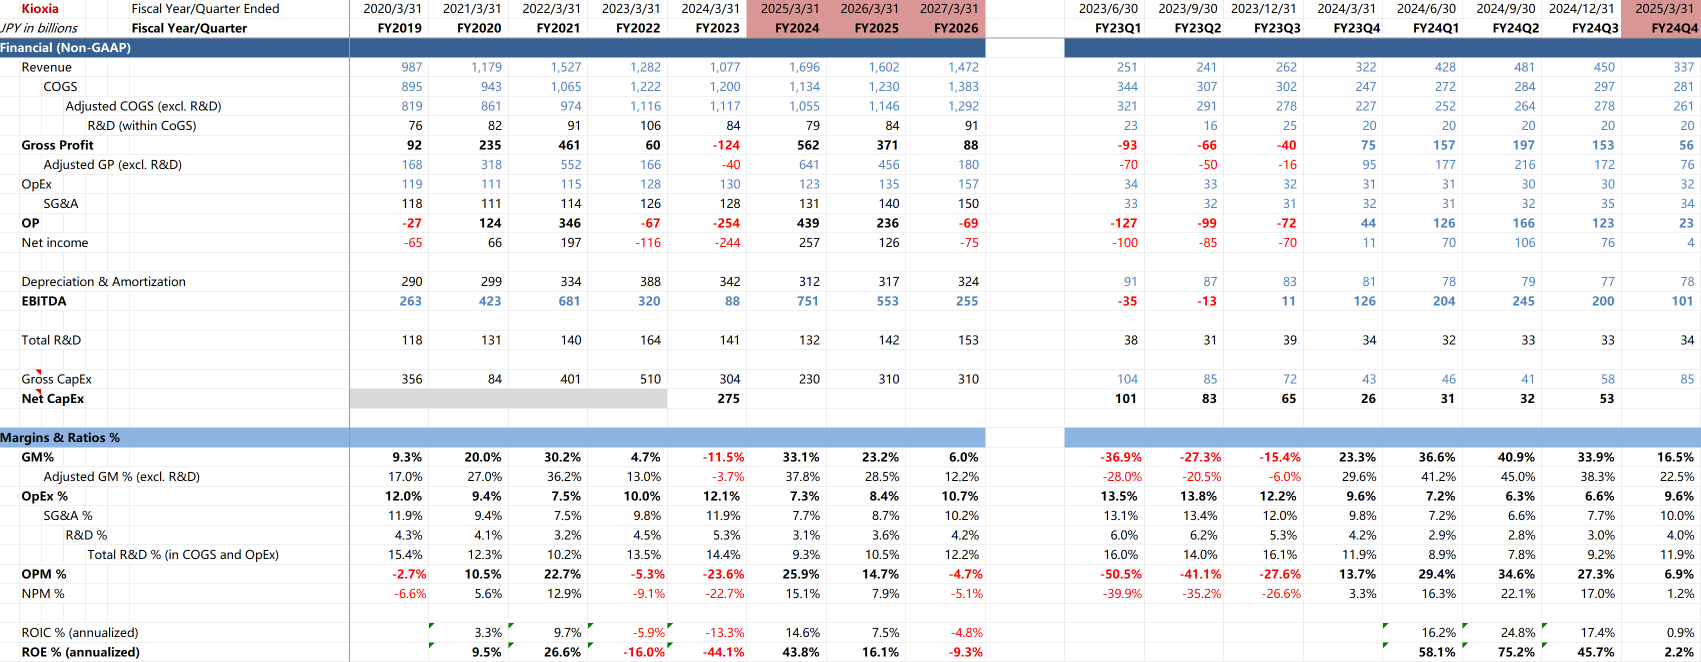 Kioxia Fiscal Year/Quarter Ended 2020/3/31 2021/3/31 2022/3/31 2023/3/31 2024/3/31 2025/3/31 2026/3/31 2027/3/31 2023/6/30 2023/9/30 2023/12/31 2024/3/31 2024/6/30 2024/9/30 2024/12/31 2025/3/31
JPY in billions Fiscal Year/Quarter FY2019 FY2020 FY2021 FY2022 FY2023 FY2024 FY2025 FY2026 FY23Q1 FY23Q2 FY23Q3 FY23Q4 FY24Q1 FY24Q2 FY24Q3 FY24Q4
Financial (Non-GAAP)
Revenue 987 1,179 1,527 1,282 1,077 1,696 1,602 1,472 251 241 262 322 428 481 450 337
COGS 895 943 1,065 1,222 1,200 1,134 1,230 1,383 344 307 302 247 272 284 297 281
Adjusted COGS (excl. R&D) 819 861 974 1,116 1,117 1,055 1,146 1,292 321 291 278 227 252 264 278 261
R&D (within CoGS) 76 82 91 106 84 79 84 91 23 16 25 20 20 20 20 20
Gross Profit 92 235 461 60 -124 562 371 88 -93 -66 -40 75 157 197 153 56
Adjusted GP (excl. R&D) 168 318 552 166 -40 641 456 180 -70 -50 -16 95 177 216 172 76
OpEx 119 111 115 128 130 123 135 157 34 33 32 31 31 30 30 32
SG&A 118 111 114 126 128 131 140 150 33 32 31 32 31 32 35 34
OP -27 124 346 -67 -254 439 236 -69 -127 -99 -72 44 126 166 123 23
Net income -65 66 197 -116 -244 257 126 -75 -100 -85 -70 11 70 106 76 4
Depreciation & Amortization 290 299 334 388 342 312 317 324 91 87 83 81 78 79 77 78
EBITDA 263 423 681 320 88 751 553 255 -35 -13 11 126 204 245 200 101
Total R&D 118 131 140 164 141 132 142 153 38 31 39 34 32 33 33 34
Gross CapEx 356 84 401 510 304 230 310 310 104 85 72 43 46 41 58 85
Net CapEx 275 101 83 65 26 31 32 53
Margins & Ratios %
GM% 9.3% 20.0% 30.2% 4.7% -11.5% 33.1% 23.2% 6.0% -36.9% -27.3% -15.4% 23.3% 36.6% 40.9% 33.9% 16.5%
Adjusted GM % (excl. R&D) 17.0% 27.0% 36.2% 13.0% -3.7% 37.8% 28.5% 12.2% -28.0% -20.5% -6.0% 29.6% 41.2% 45.0% 38.3% 22.5%
OpEx % 12.0% 9.4% 7.5% 10.0% 12.1% 7.3% 8.4% 10.7% 13.5% 13.8% 12.2% 9.6% 7.2% 6.3% 6.6% 9.6%
SG&A % 11.9% 9.4% 7.5% 9.8% 11.9% 7.7% 8.7% 10.2% 13.1% 13.4% 12.0% 9.8% 7.2% 6.6% 7.7% 10.0%
R&D % 4.3% 4.1% 3.2% 4.5% 5.3% 3.1% 3.6% 4.2% 6.0% 6.2% 5.3% 4.2% 2.9% 2.8% 3.0% 4.0%
Total R&D % (in COGS and OpEx) 15.4% 12.3% 10.2% 13.5% 14.4% 9.3% 10.5% 12.2% 16.0% 14.0% 16.1% 11.9% 8.9% 7.8% 9.2% 11.9%
OPM % -2.7% 10.5% 22.7% -5.3% -23.6% 25.9% 14.7% -4.7% -50.5% -41.1% -27.6% 13.7% 29.4% 34.6% 27.3% 6.9%
NPM % -6.6% 5.6% 12.9% -9.1% -22.7% 15.1% 7.9% -5.1% -39.9% -35.2% -26.6% 3.3% 16.3% 22.1% 17.0% 1.2%
ROIC % (annualized) 3.3% 9.7% -5.9% -13.3% 14.6% 7.5% -4.8% 16.2% 24.8% 17.4% 0.9%
ROE % (annualized) 9.5% 26.6% -16.0% -44.1% 43.8% 16.1% -9.3% 58.1% 75.2% 45.7% 2.2%